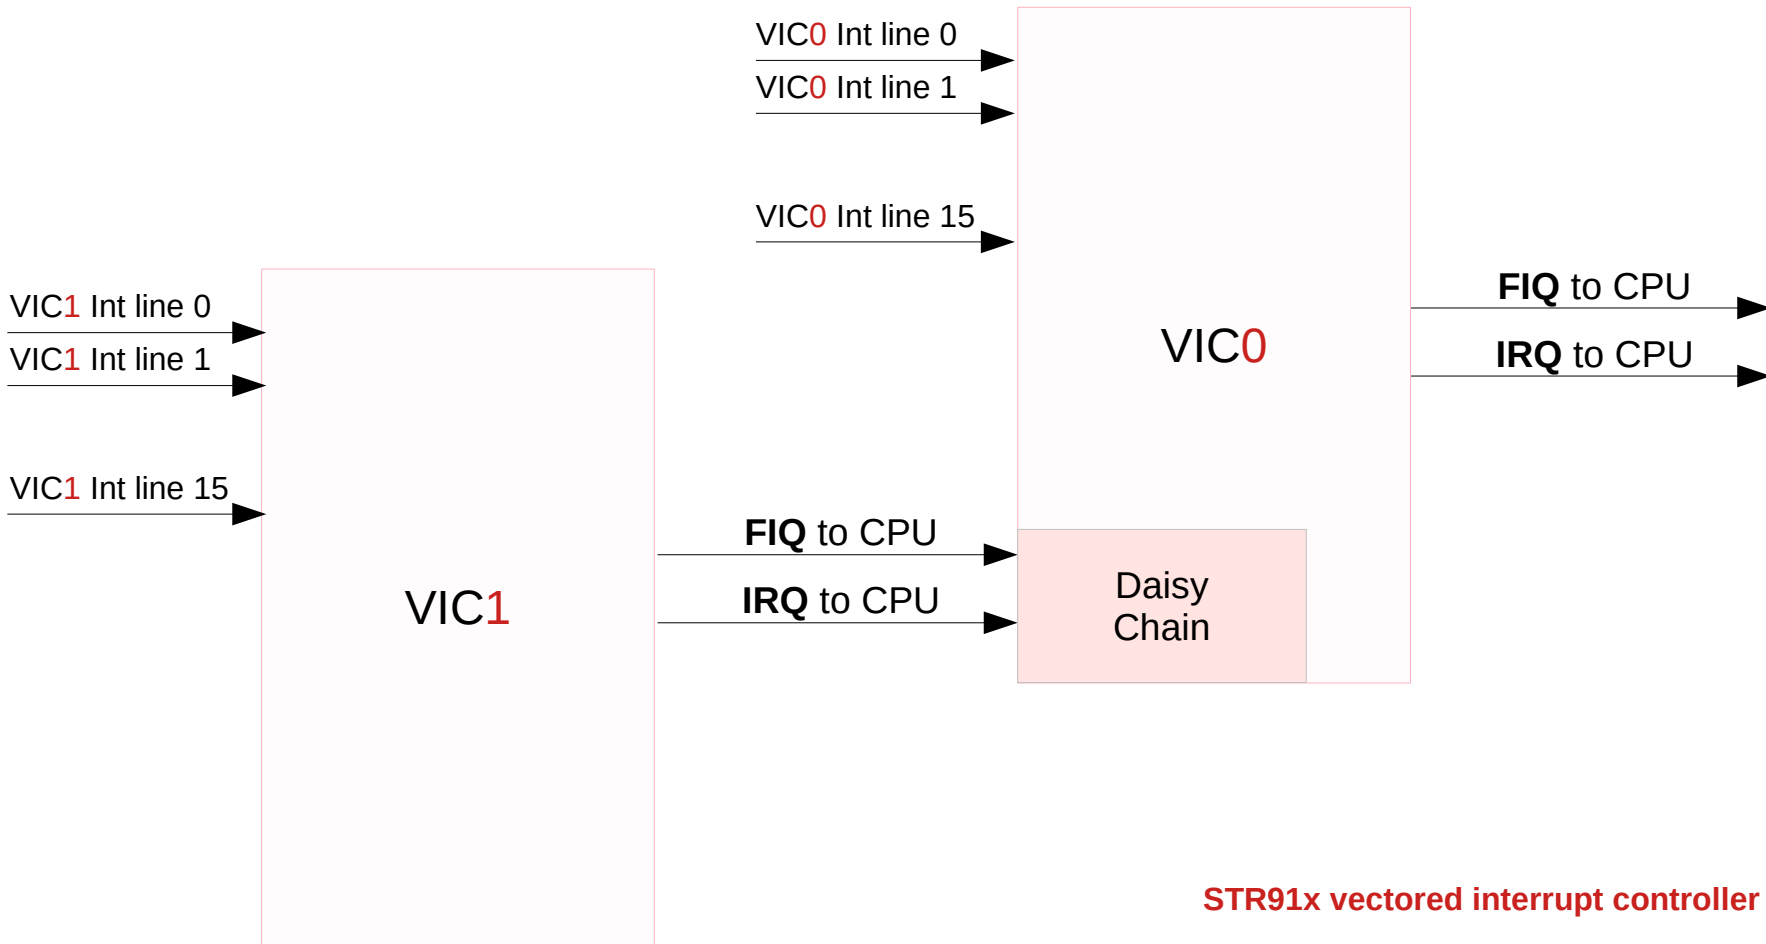 VIC0 Int line 0
VIC0 Int line 1
VIC0 Int line 15
VIC1 Int line 0
VIC1 Int line 1
VIC1 Int line 15
VIC1
FIQ to CPU
IRQ to CPU
Daisy
Chain
VIC0
FIQ to CPU
IRQ to CPU
STR91x vectored interrupt controller